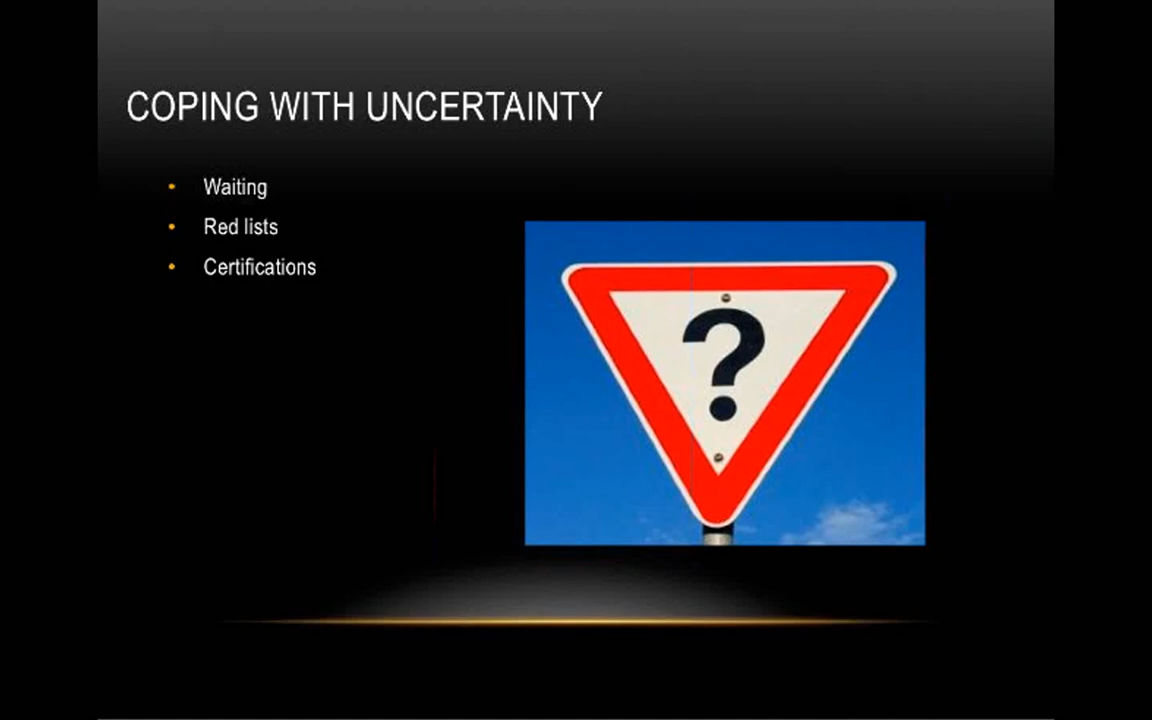 COPING WITH UNCERTAINTY
• Waiting
• Red lists
• Certifications
?